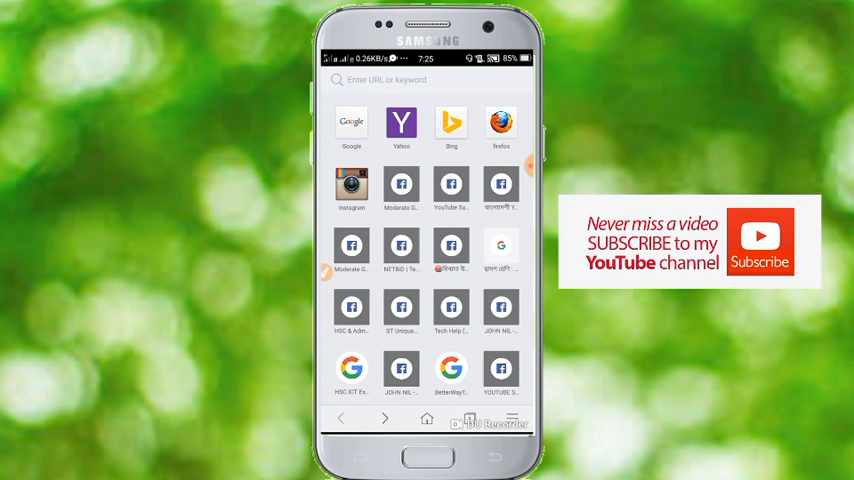 SAMSUNG
0.26KB/s ... 7:25 85%
Enter URL or keyword
Google Yahoo Bing firefox
Instagram Moderate G... YouTube Su... বাংলাদেশী Y...
Moderate G... NETBiD | Te...
HSC & Adm... ST Unique... Tech Help (... JOHN NIL -...
HSC ICT Ex... JOHN NIL -... BetterWayT... YOUTUBE S...
DU Recorder
Never miss a video
SUBSCRIBE to my
YouTube channel
Subscribe